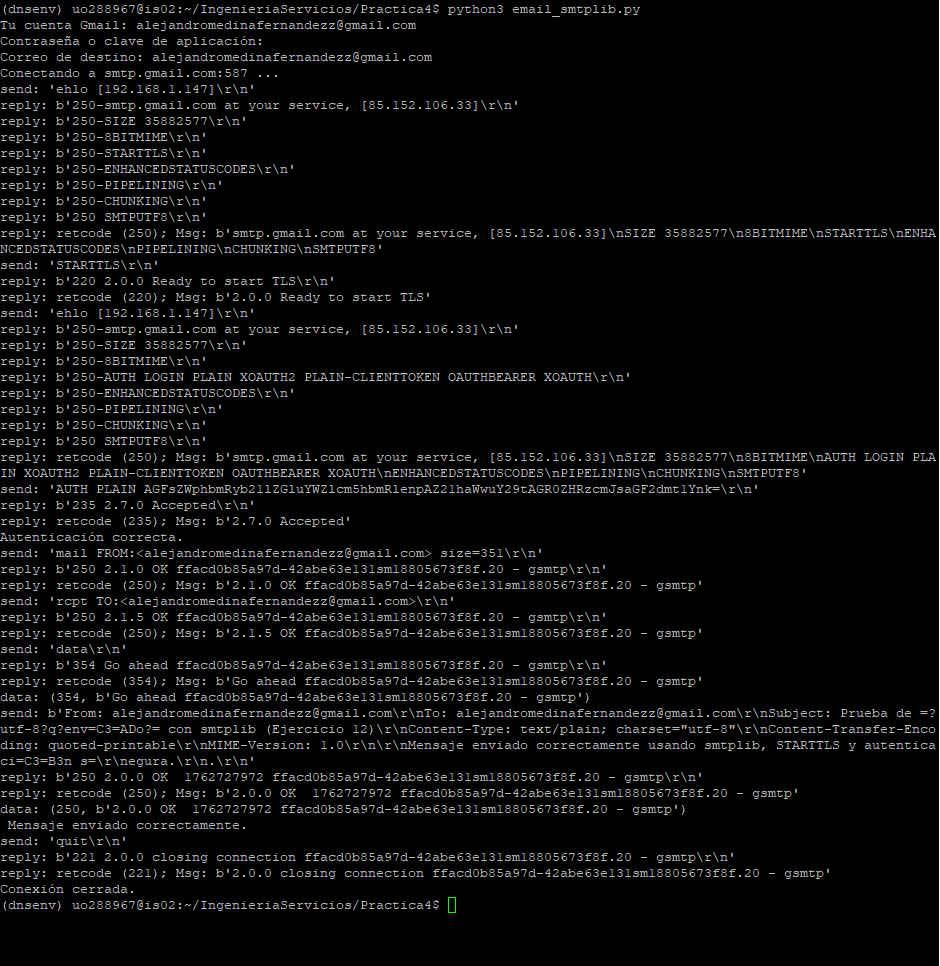 (dnsenv) uo288967@is02:~/IngenieriaServicios/Practica4$ python3 email_smtplib.py
Tu cuenta Gmail: alejandromedinafernandezz@gmail.com
Contraseña o clave de aplicación:
Correo de destino: alejandromedinafernandezz@gmail.com
Conectando a smtp.gmail.com:587 ...
send: 'ehlo [192.168.1.147]\r\n'
reply: b'250-smtp.gmail.com at your service, [85.152.106.33]\r\n'
reply: b'250-SIZE 35882577\r\n'
reply: b'250-8BITMIME\r\n'
reply: b'250-STARTTLS\r\n'
reply: b'250-ENHANCEDSTATUSCODES\r\n'
reply: b'250-PIPELINING\r\n'
reply: b'250-CHUNKING\r\n'
reply: b'250 SMTPUTF8\r\n'
reply: retcode (250); Msg: b'smtp.gmail.com at your service, [85.152.106.33]\nSIZE 35882577\n8BITMIME\nSTARTTLS\nENHA
NCEDSTATUSCODES\nPIPELINING\nCHUNKING\nSMTPUTF8'
send: 'STARTTLS\r\n'
reply: b'220 2.0.0 Ready to start TLS\r\n'
reply: retcode (220); Msg: b'2.0.0 Ready to start TLS'
send: 'ehlo [192.168.1.147]\r\n'
reply: b'250-smtp.gmail.com at your service, [85.152.106.33]\r\n'
reply: b'250-SIZE 35882577\r\n'
reply: b'250-8BITMIME\r\n'
reply: b'250-AUTH LOGIN PLAIN XOAUTH2 PLAIN-CLIENTTOKEN OAUTHBEARER XOAUTH\r\n'
reply: b'250-ENHANCEDSTATUSCODES\r\n'
reply: b'250-PIPELINING\r\n'
reply: b'250-CHUNKING\r\n'
reply: b'250 SMTPUTF8\r\n'
reply: retcode (250); Msg: b'smtp.gmail.com at your service, [85.152.106.33]\nSIZE 35882577\n8BITMIME\nAUTH LOGIN PLA
IN XOAUTH2 PLAIN-CLIENTTOKEN OAUTHBEARER XOAUTH\nENHANCEDSTATUSCODES\nPIPELINING\nCHUNKING\nSMTPUTF8'
send: 'AUTH PLAIN
reply: b'235 2.7.0 Accepted\r\n'
reply: retcode (235); Msg: b'2.7.0 Accepted'
Autenticación correcta.
send: 'mail FROM:<alejandromedinafernandezz@gmail.com> size=351\r\n'
reply: b'250 2.1.0 OK ffacd0b85a97d-42abe63e131sm18805673f8f.20 - gsmtp\r\n'
reply: retcode (250); Msg: b'2.1.0 OK ffacd0b85a97d-42abe63e131sm18805673f8f.20 - gsmtp'
send: 'rcpt TO:<alejandromedinafernandezz@gmail.com>\r\n'
reply: b'250 2.1.5 OK ffacd0b85a97d-42abe63e131sm18805673f8f.20 - gsmtp\r\n'
reply: retcode (250); Msg: b'2.1.5 OK ffacd0b85a97d-42abe63e131sm18805673f8f.20 - gsmtp'
send: 'data\r\n'
reply: b'354 Go ahead ffacd0b85a97d-42abe63e131sm18805673f8f.20 - gsmtp\r\n'
reply: retcode (354); Msg: b'Go ahead ffacd0b85a97d-42abe63e131sm18805673f8f.20 - gsmtp'
data: (354, b'Go ahead ffacd0b85a97d-42abe63e131sm18805673f8f.20 - gsmtp')
send: b'From: alejandromedinafernandezz@gmail.com\r\nTo: alejandromedinafernandezz@gmail.com\r\nSubject: Prueba de =?
utf-8?q?env=C3=ADo?= con smtplib (Ejercicio 12)\r\nContent-Type: text/plain; charset="utf-8"\r\nContent-Transfer-Enco
ding: quoted-printable\r\nMIME-Version: 1.0\r\n\r\nMensaje enviado correctamente usando smtplib, STARTTLS y autentica
ci=C3=B3n s=\r\negura.\r\n.\r\n'
reply: b'250 2.0.0 OK  1762727972 ffacd0b85a97d-42abe63e131sm18805673f8f.20 - gsmtp\r\n'
reply: retcode (250); Msg: b'2.0.0 OK  1762727972 ffacd0b85a97d-42abe63e131sm18805673f8f.20 - gsmtp'
data: (250, b'2.0.0 OK  1762727972 ffacd0b85a97d-42abe63e131sm18805673f8f.20 - gsmtp')
 Mensaje enviado correctamente.
send: 'quit\r\n'
reply: b'221 2.0.0 closing connection ffacd0b85a97d-42abe63e131sm18805673f8f.20 - gsmtp\r\n'
reply: retcode (221); Msg: b'2.0.0 closing connection ffacd0b85a97d-42abe63e131sm18805673f8f.20 - gsmtp'
Conexión cerrada.
(dnsenv) uo288967@is02:~/IngenieriaServicios/Practica4$